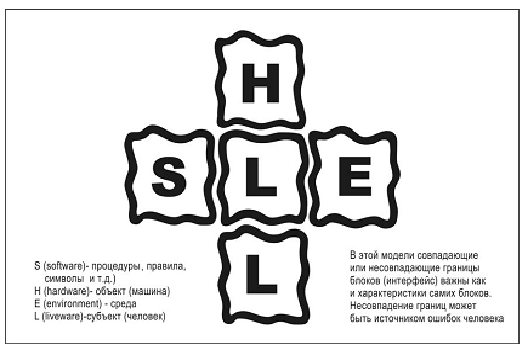 H
S L E
L
S (software)- процедуры, правила,
символы и т.д.)
H (hardware)- объект (машина)
E (environment) - среда
L (liveware)-субъект (человек)
В этой модели совпадающие
или несовпадающие границы
блоков (интерфейс) важны как
и характеристики самих блоков.
Несовпадение границ может
быть источником ошибок человека